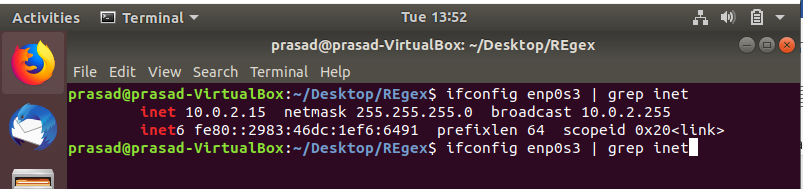 Activities Terminal Tue 13:52
prasad@prasad-VirtualBox: ~/Desktop/REgex
File Edit View Search Terminal Help
prasad@prasad-VirtualBox:~/Desktop/REgex$ ifconfig enp0s3 | grep inet
inet 10.0.2.15 netmask 255.255.255.0 broadcast 10.0.2.255
inet6 fe80::2983:46dc:1ef6:6491 prefixlen 64 scopeid 0x20<link>
prasad@prasad-VirtualBox:~/Desktop/REgex$ ifconfig enp0s3 | grep inet